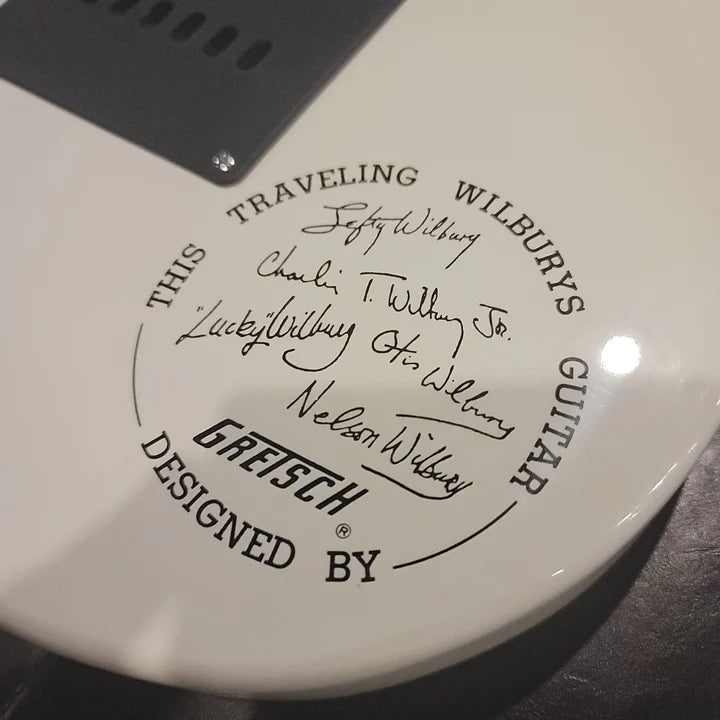 THIS TRAVELING WILBURYS GUITAR
Lefty Wilbury
Charlie T. Wilbury Jr.
"Lucky" Wilbury
Otis Wilbury
Nelson Wilbury
GRETSCH®
DESIGNED BY